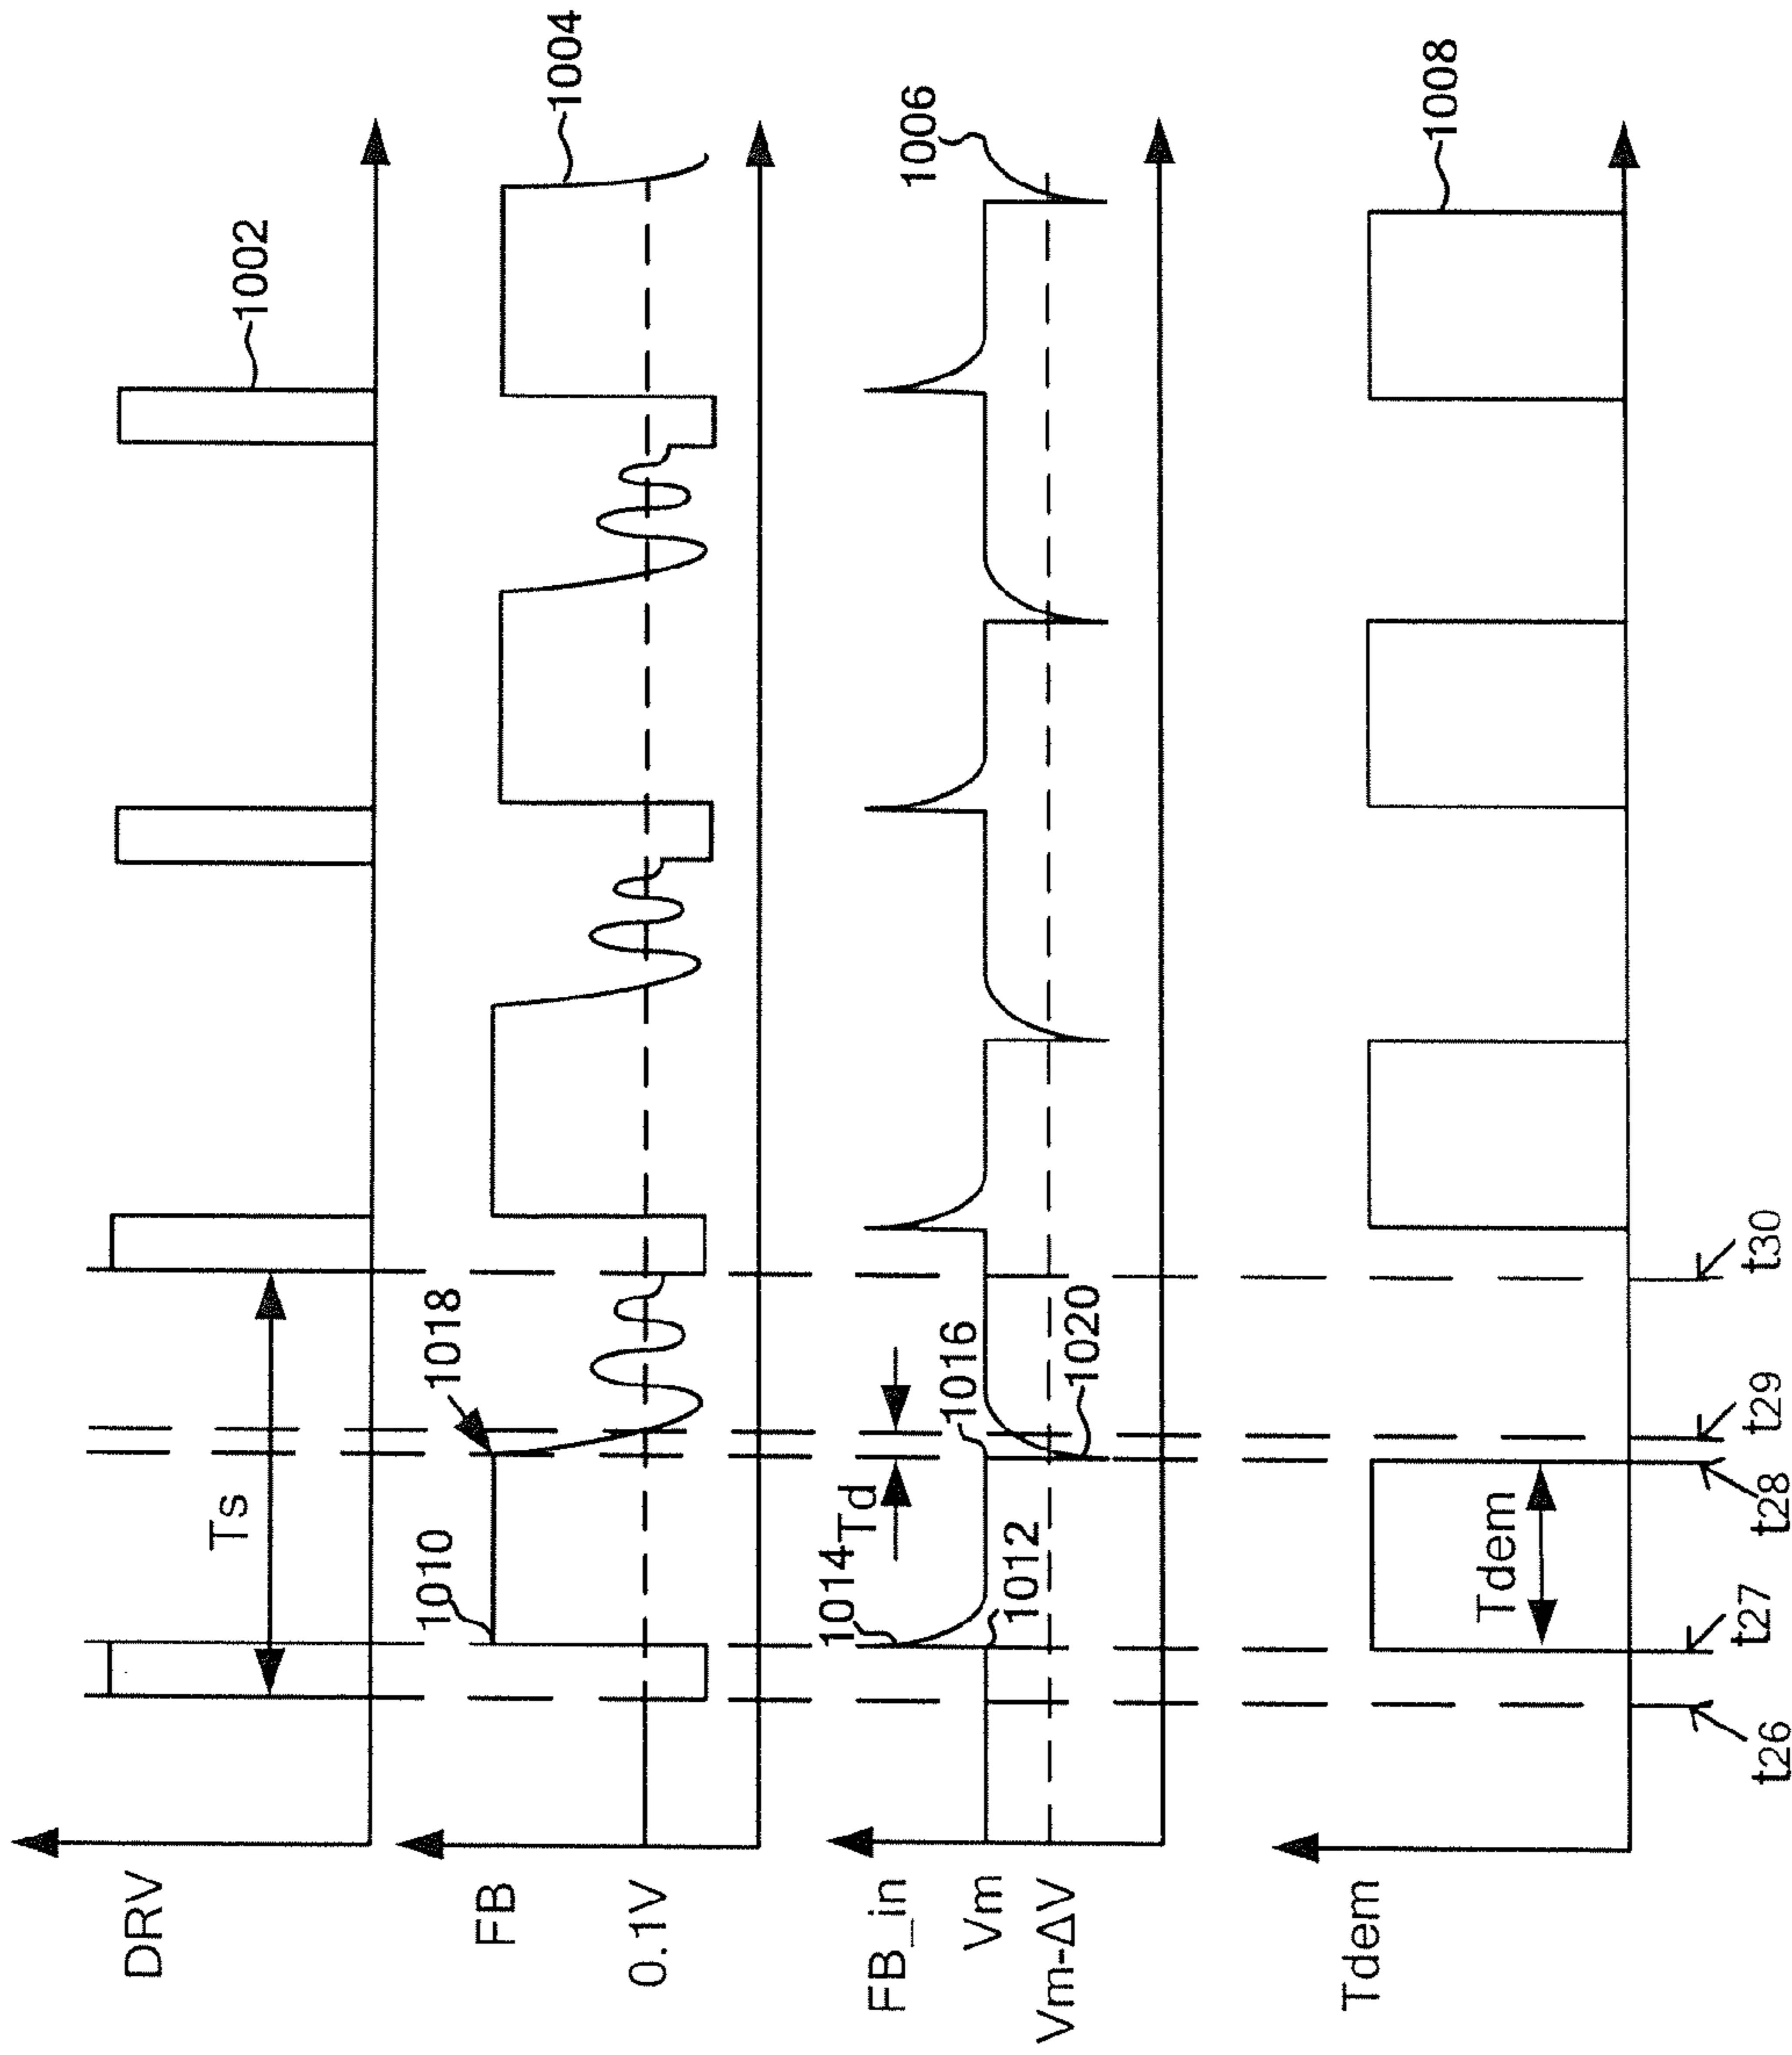 DRV
Ts
1002
FB
0.1V
1010
1018
1004
FB_in
Vm
Vm-ΔV
1014
Td
1012
1016
1020
1006
Tdem
Tdem
1008
t26
t27
t28
t29
t30